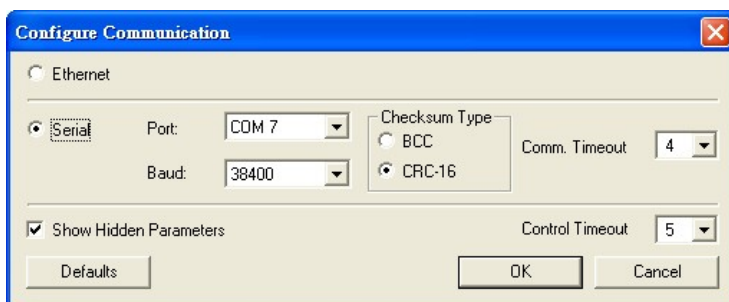 Configure Communication
Ethernet
Serial
Port:
COM 7
Baud:
38400
Checksum Type
BCC
CRC-16
Comm. Timeout
4
Show Hidden Parameters
Control Timeout
5
Defaults
OK
Cancel